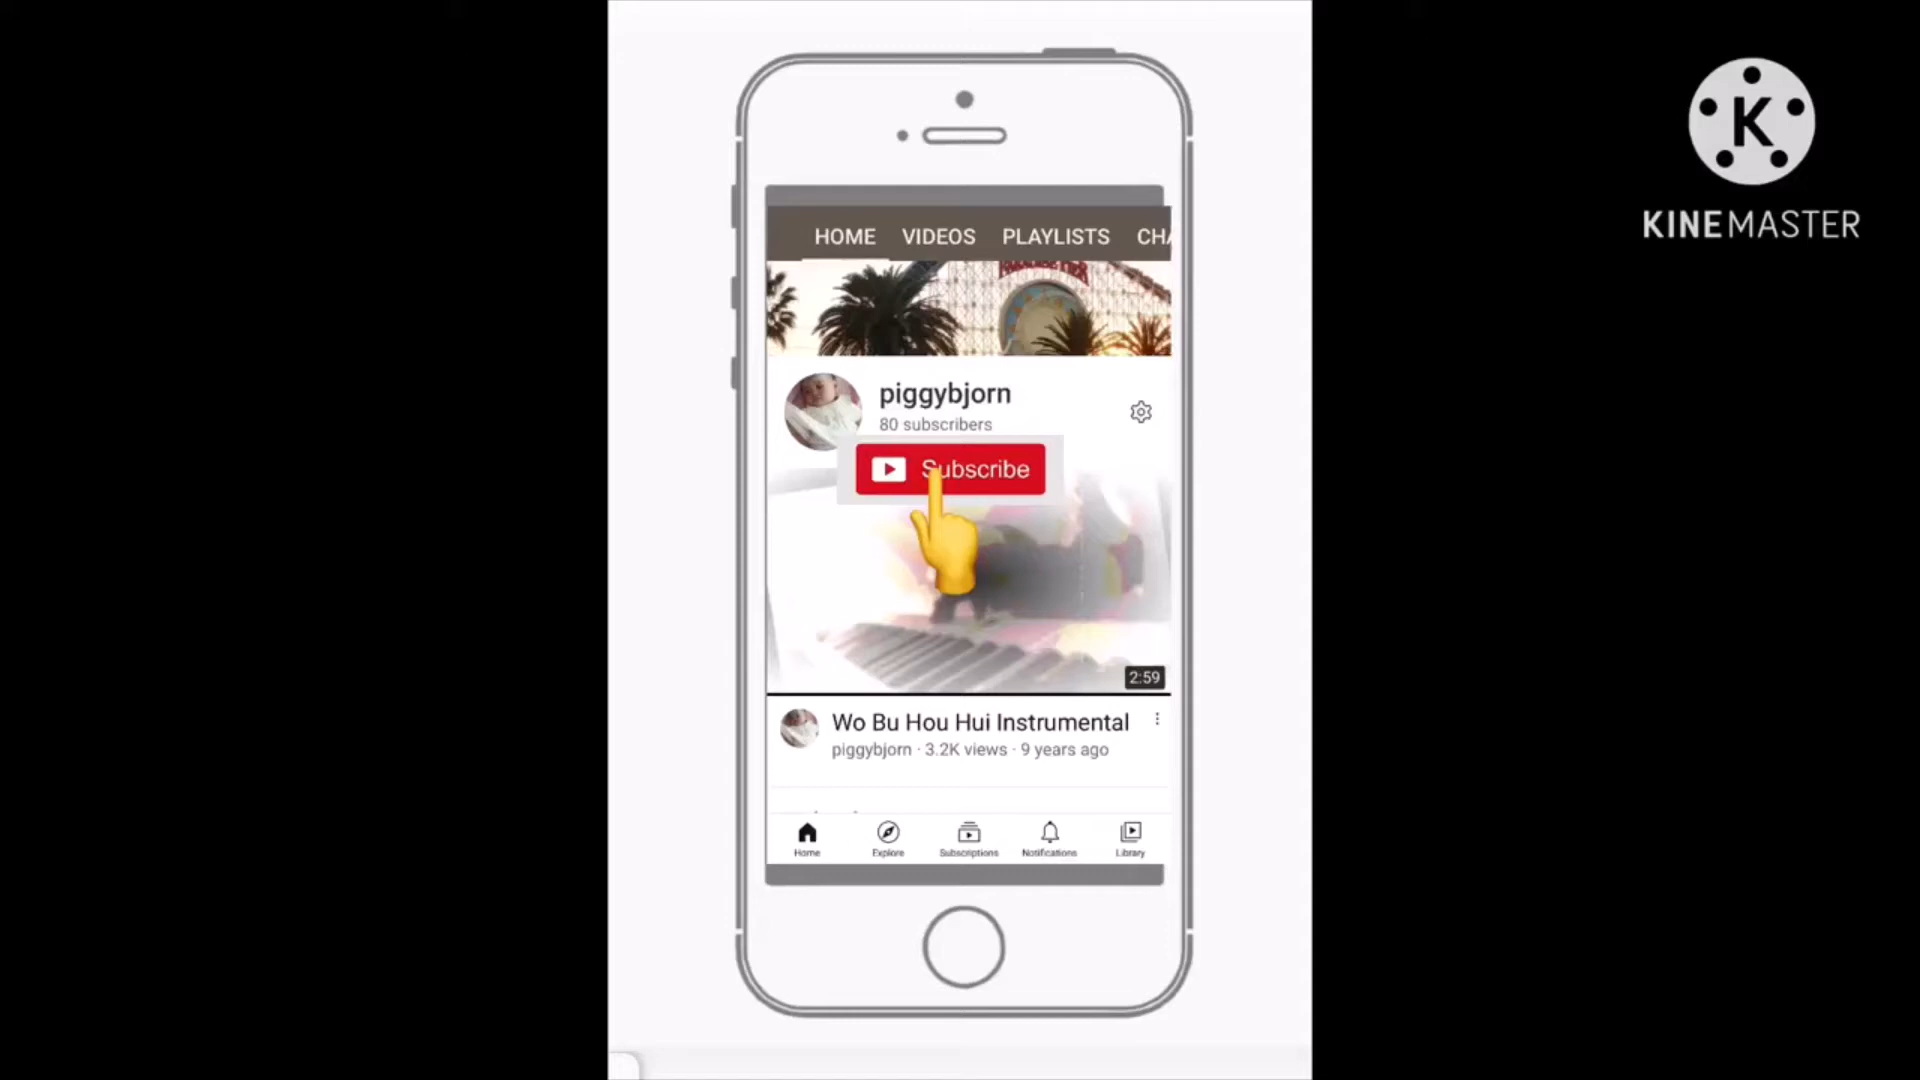 K
KINEMASTER
HOME VIDEOS PLAYLISTS CHA
piggybjorn
80 subscribers
Subscribe
2:59
Wo Bu Hou Hui Instrumental
piggybjorn · 3.2K views · 9 years ago
Home Explore Subscriptions Notifications Library